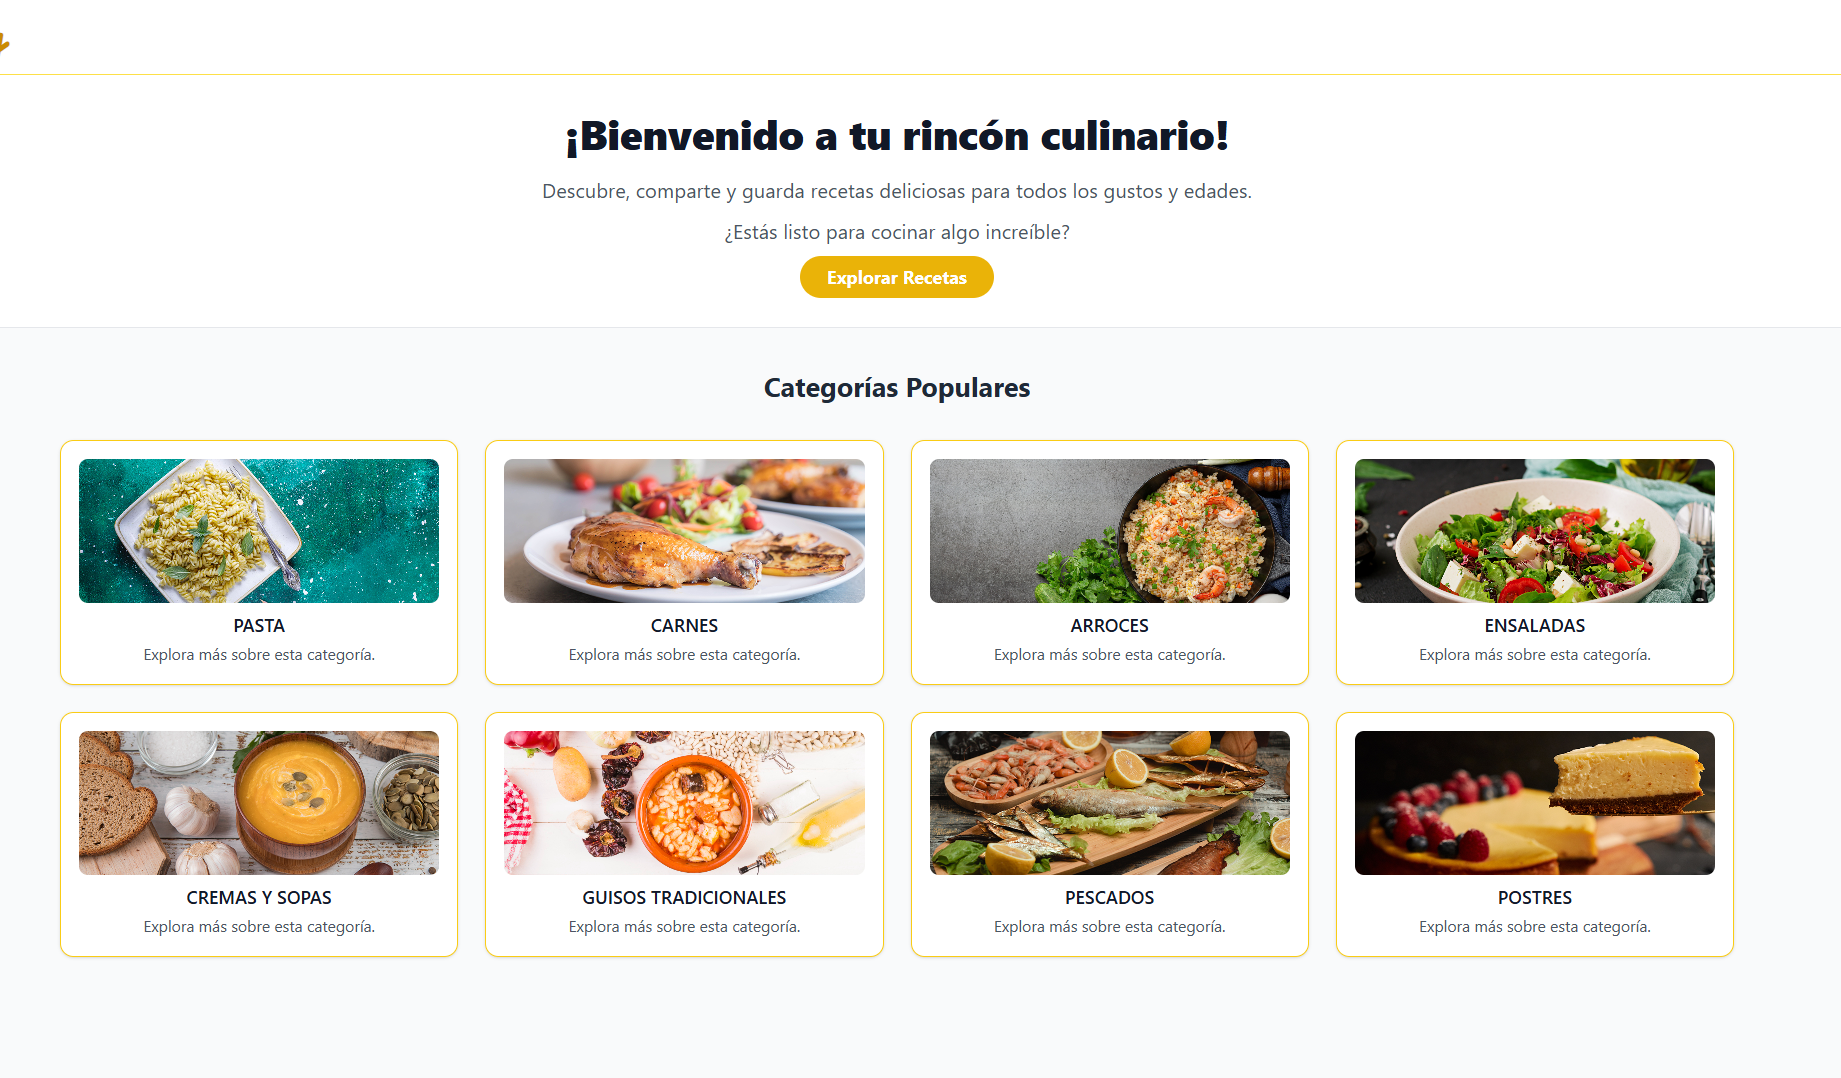 ¡Bienvenido a tu rincón culinario!
Descubre, comparte y guarda recetas deliciosas para todos los gustos y edades.
¿Estás listo para cocinar algo increíble?
Explorar Recetas
Categorías Populares
PASTA
Explora más sobre esta categoría.
CARNES
Explora más sobre esta categoría.
ARROCES
Explora más sobre esta categoría.
ENSALADAS
Explora más sobre esta categoría.
CREMAS Y SOPAS
Explora más sobre esta categoría.
GUISOS TRADICIONALES
Explora más sobre esta categoría.
PESCADOS
Explora más sobre esta categoría.
POSTRES
Explora más sobre esta categoría.